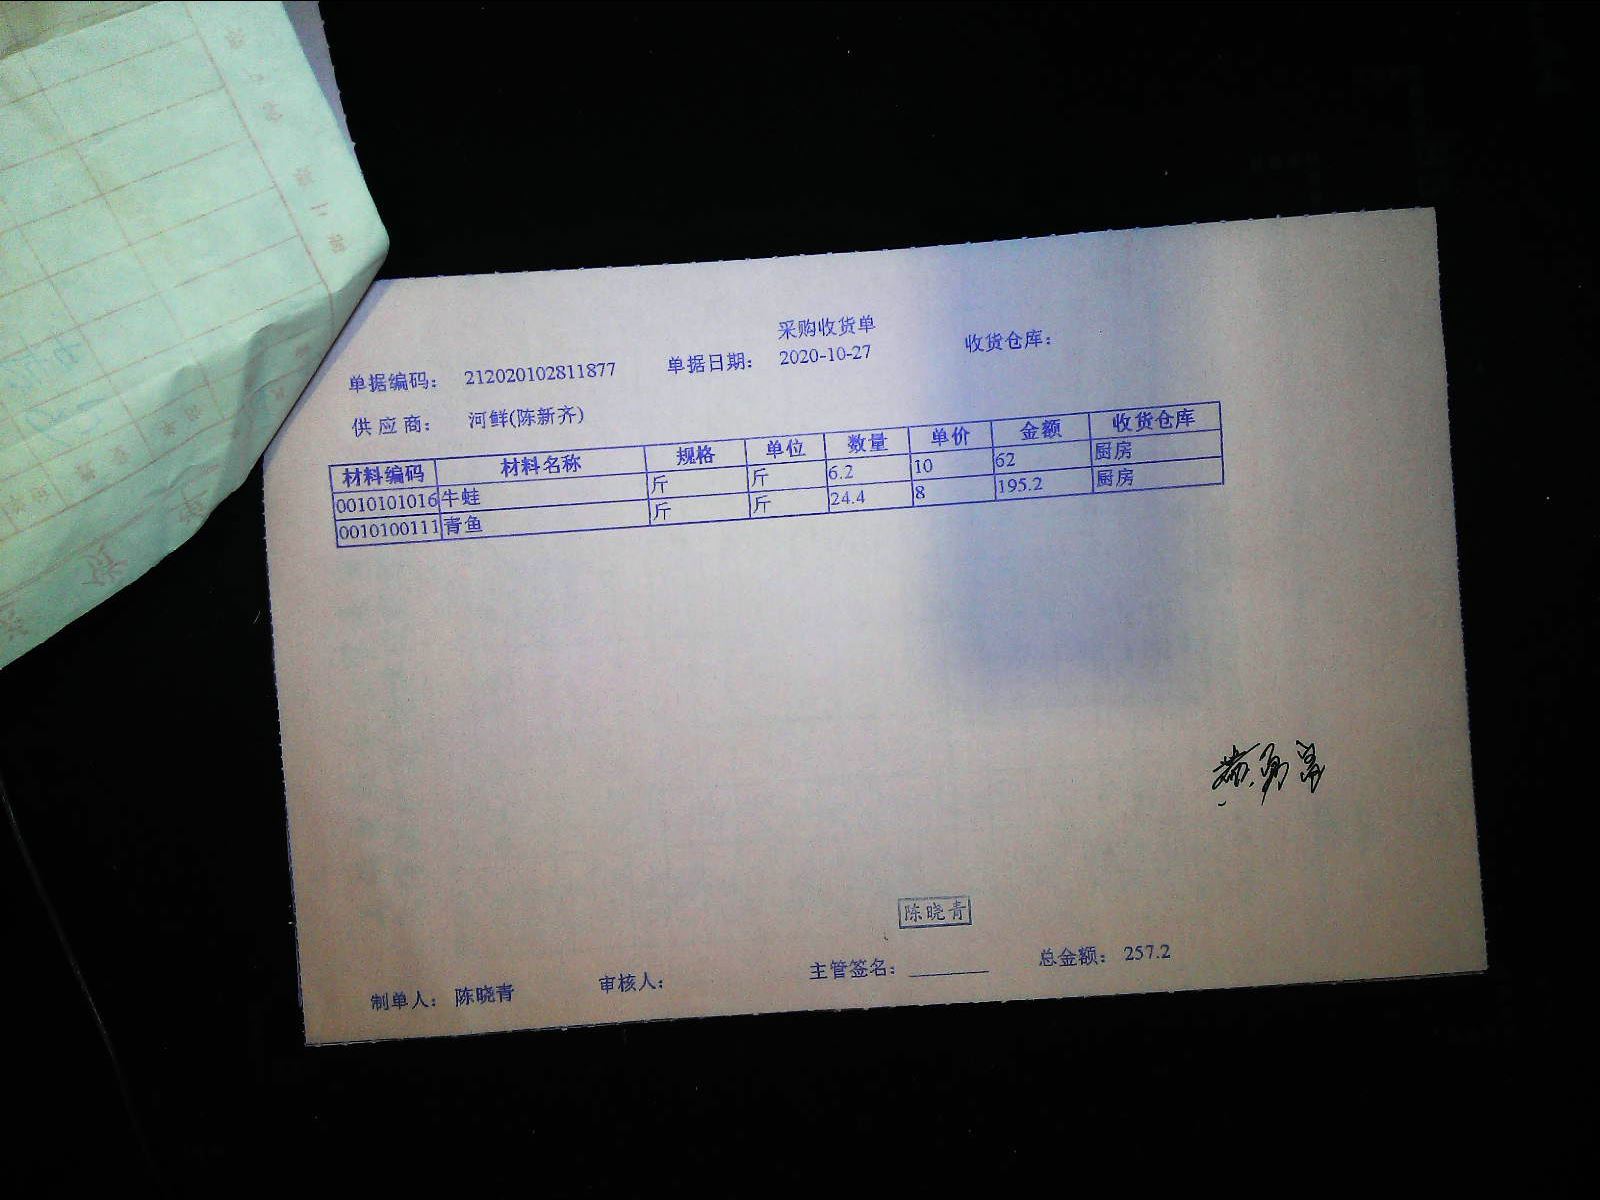 采购收货单
单据编码： 212020102811877 单据日期： 2020-10-27 收货仓库：
供应商： 河鲜(陈新齐)
材料编码 材料名称 规格 单位 数量 单价 金额 收货仓库
0010101016 牛蛙 斤 斤 6.2 10 62 厨房
0010100111 青鱼 斤 斤 24.4 8 195.2 厨房
陈晓青
制单人： 陈晓青 审核人： 主管签名： 总金额： 257.2